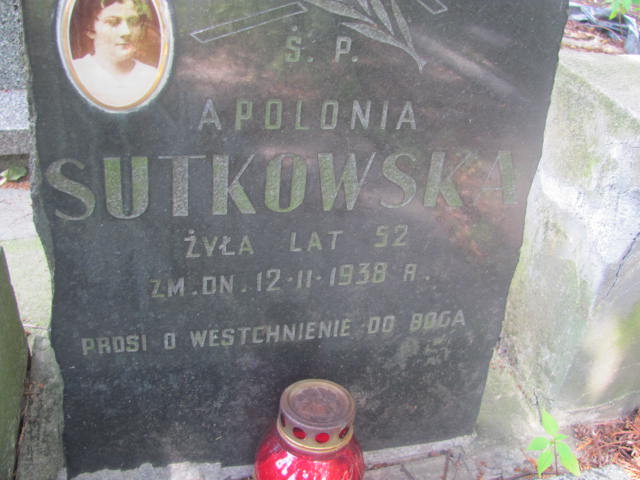 Ś. P.
APOLONIA
SUTKOWSKA
ŻYŁA LAT 52
ZM. DN. 12-11-1938 R.
PROSI O WESTCHNIENIE DO BOGA